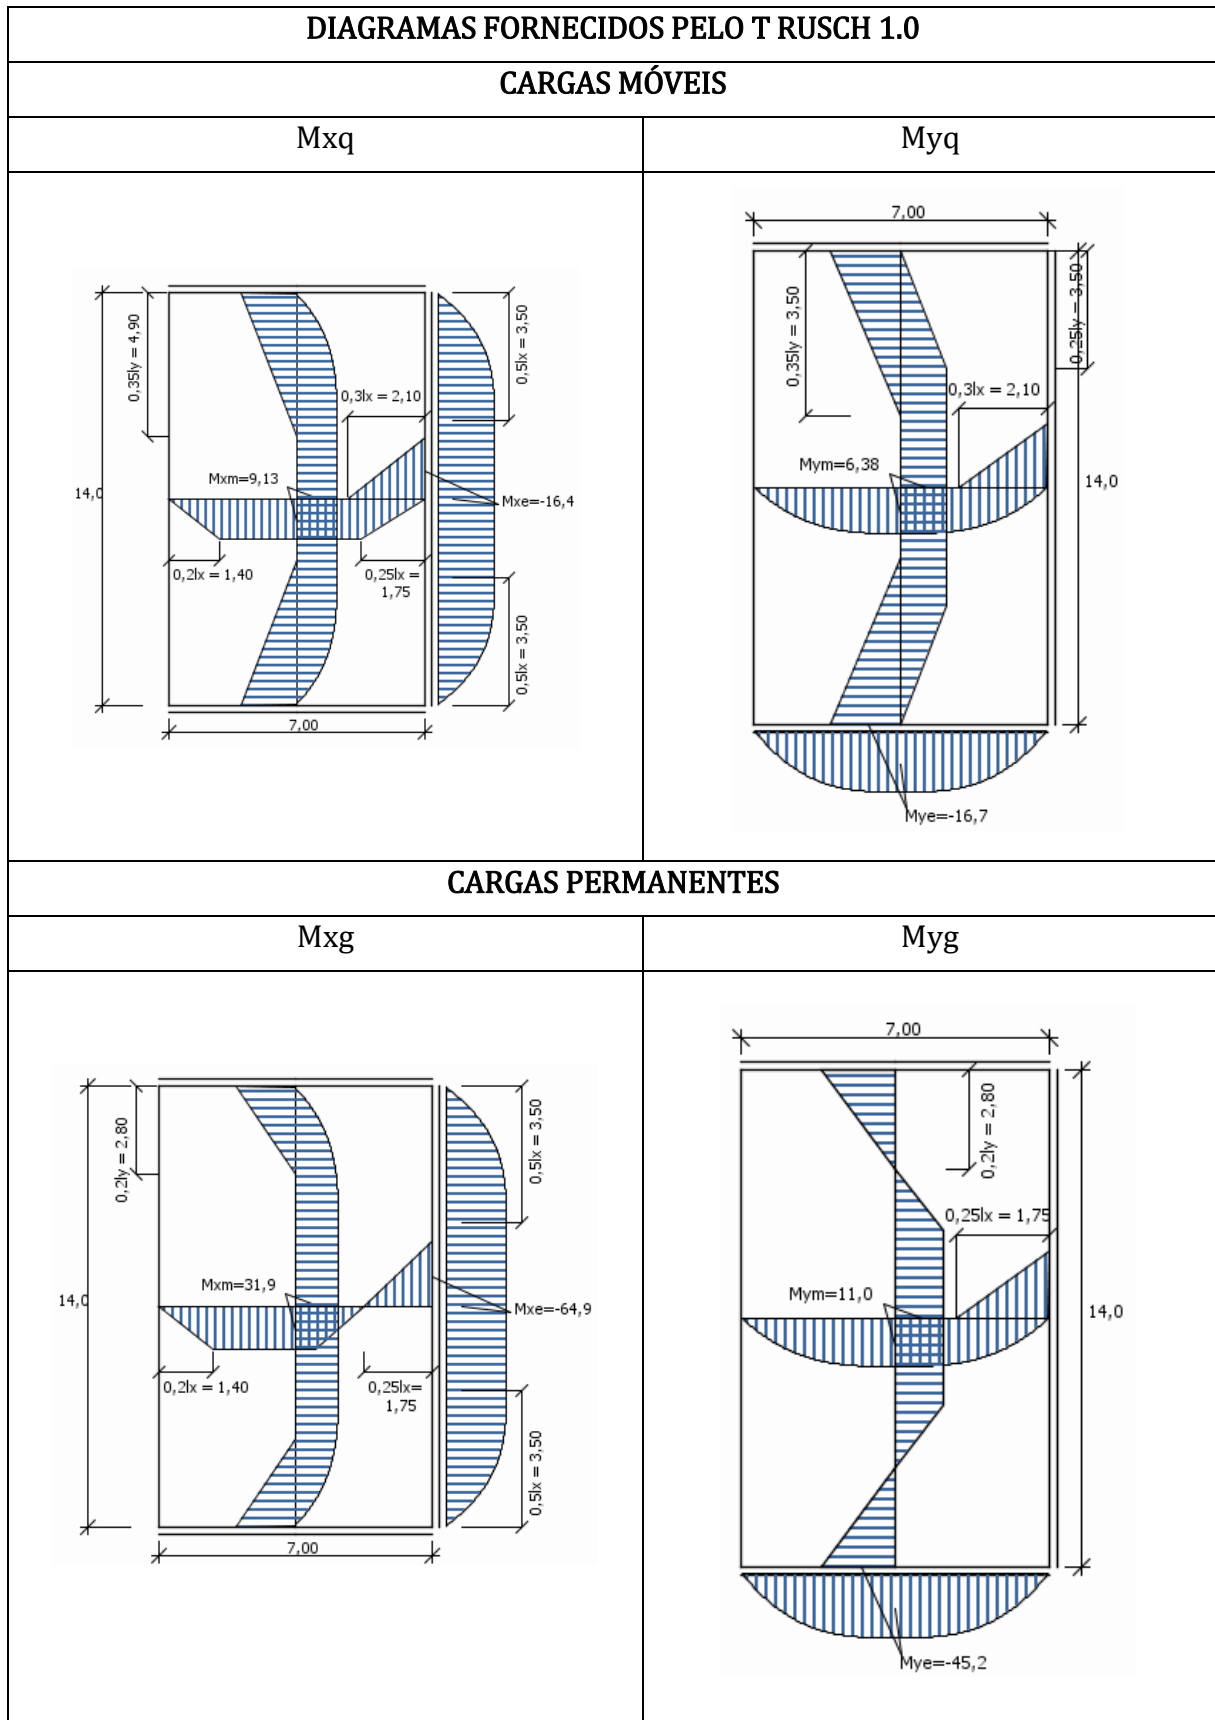 DIAGRAMAS FORNECIDOS PELO T RUSCH 1.0
CARGAS MÓVEIS
Mxq
Myq
0,35ly = 4,90
0,5lx = 3,50
0,3lx = 2,10
Mxm=9,13
14,0
Mxe=-16,4
0,2lx = 1,40
0,25lx =
1,75
0,5lx = 3,50
7,00
7,00
0,35ly = 3,50
0,25ly = 3,50
0,3lx = 2,10
Mym=6,38
14,0
Mye=-16,7
CARGAS PERMANENTES
Mxg
Myg
0,2ly = 2,80
0,5lx = 3,50
Mxm=31,9
14,0
Mxe=-64,9
0,2lx = 1,40
0,25lx=
1,75
0,5lx = 3,50
7,00
7,00
0,2ly = 2,80
0,25lx = 1,75
Mym=11,0
14,0
Mye=-45,2